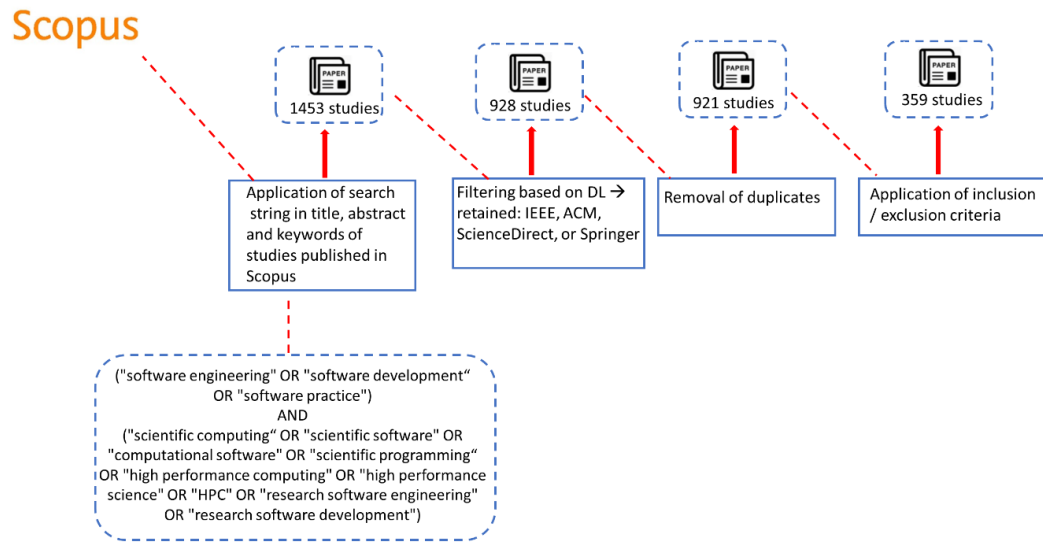 Scopus
PAPER
1453 studies
PAPER
928 studies
PAPER
921 studies
PAPER
359 studies
Application of search
string in title, abstract
and keywords of
studies published in
Scopus
Filtering based on DL →
retained: IEEE, ACM,
ScienceDirect, or Springer
Removal of duplicates
Application of inclusion
/ exclusion criteria
("software engineering" OR "software development“
OR "software practice")
AND
("scientific computing“ OR "scientific software" OR
"computational software" OR "scientific programming“
OR "high performance computing" OR "high performance
science" OR "HPC" OR "research software engineering"
OR "research software development")